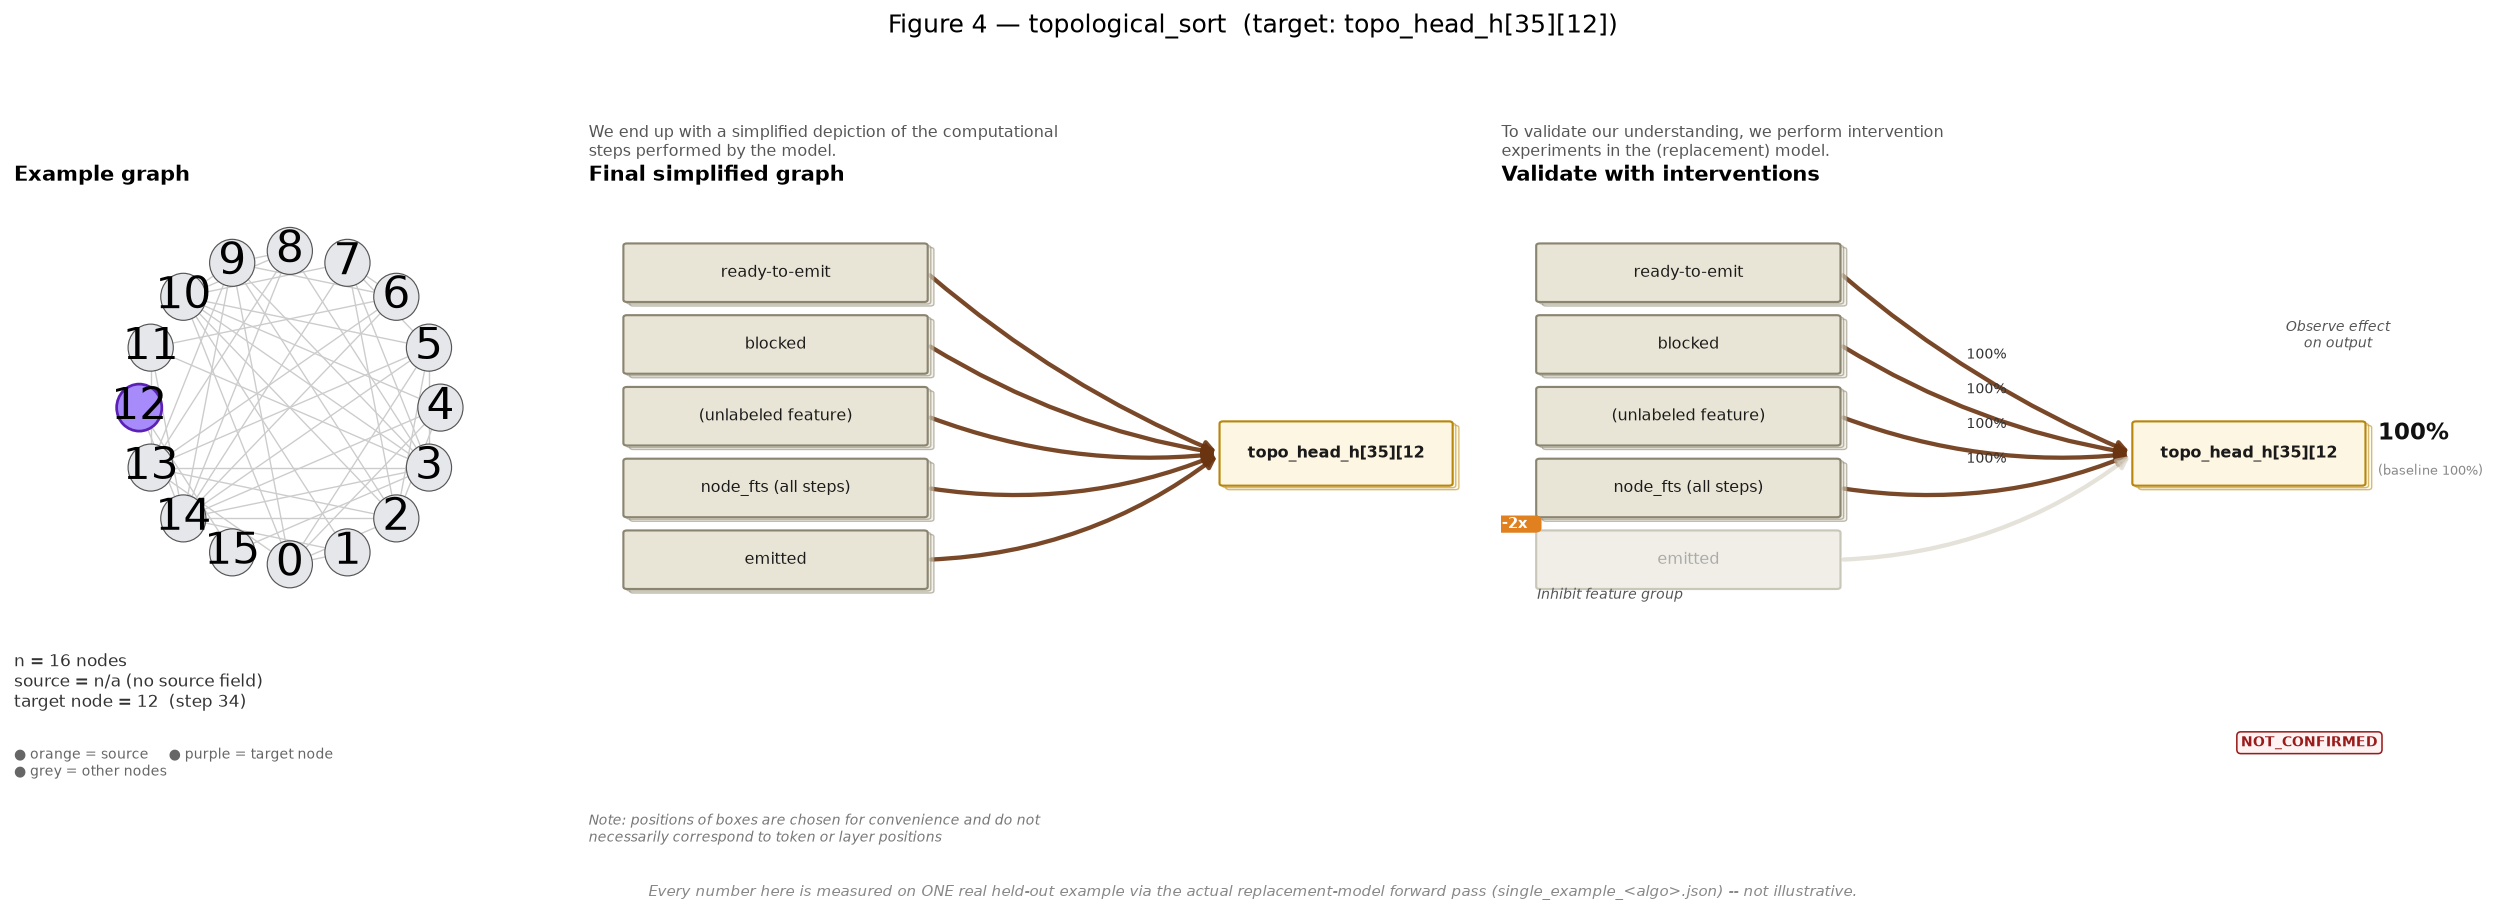 Figure 4 — topological_sort  (target: topo_head_h[35][12])
Example graph
8
9
7
10
6
11
5
12
4
13
3
14
2
15
0
1
n = 16 nodes
source = n/a (no source field)
target node = 12  (step 34)
● orange = source     ● purple = target node
● grey = other nodes
We end up with a simplified depiction of the computational
steps performed by the model.
Final simplified graph
ready-to-emit
blocked
(unlabeled feature)
node_fts (all steps)
emitted
topo_head_h[35][12
Note: positions of boxes are chosen for convenience and do not
necessarily correspond to token or layer positions
To validate our understanding, we perform intervention
experiments in the (replacement) model.
Validate with interventions
ready-to-emit
blocked
(unlabeled feature)
node_fts (all steps)
-2x
emitted
Inhibit feature group
100%
100%
100%
100%
Observe effect
on output
topo_head_h[35][12
100%
(baseline 100%)
NOT_CONFIRMED
Every number here is measured on ONE real held-out example via the actual replacement-model forward pass (single_example_<algo>.json) -- not illustrative.